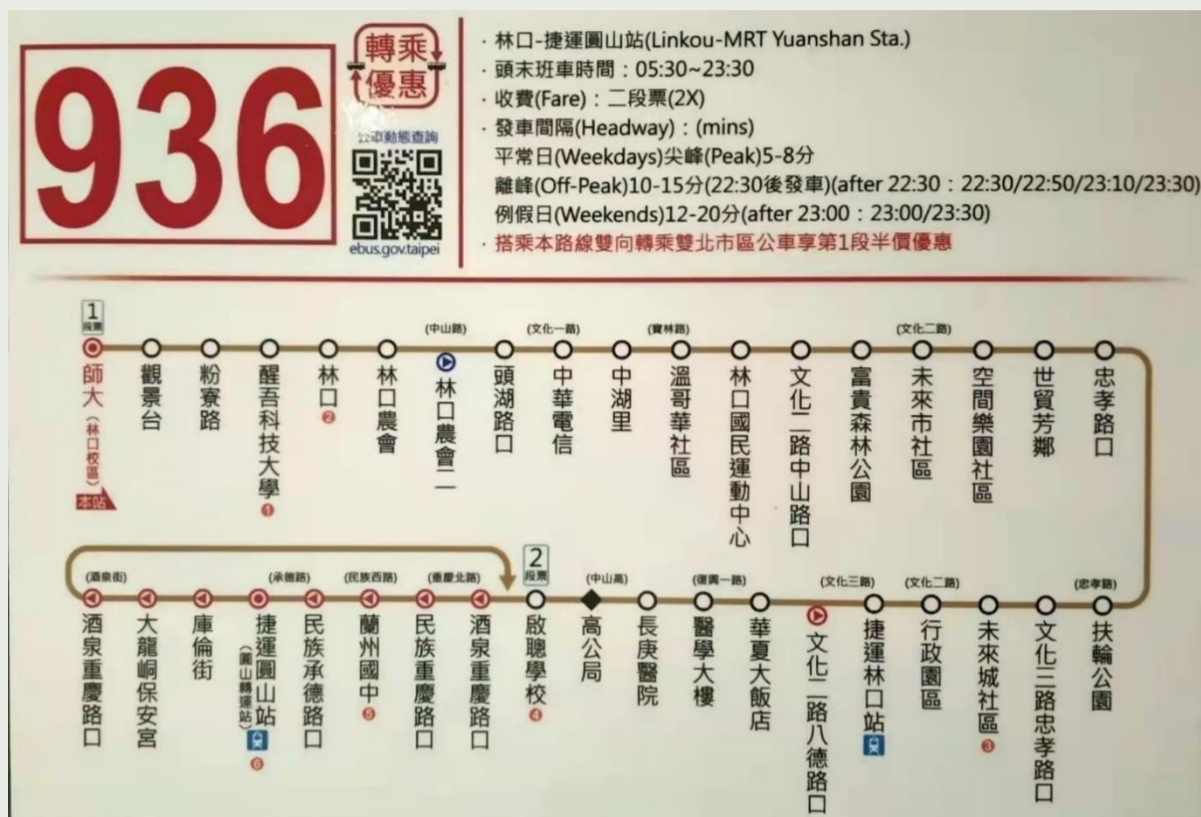 936
轉乘
優惠
公車動態查詢
ebus.gov.taipei
·林口-捷運圓山站(Linkou-MRT Yuanshan Sta.)
·頭末班車時間：05:30~23:30
·收費(Fare)：二段票(2X)
·發車間隔(Headway)：(mins)
平常日(Weekdays)尖峰(Peak)5-8分
離峰(Off-Peak)10-15分(22:30後發車)(after 22:30：22:30/22:50/23:10/23:30)
例假日(Weekends)12-20分(after 23:00：23:00/23:30)
·搭乘本路線雙向轉乘雙北市區公車享第1段半價優惠
1
段票
師大(林口校區)
本站
觀景台
粉寮路
醒吾科技大學1
林口2
林口農會
(中山路)
林口農會二
頭湖路口
(文化一路)
中華電信
中湖里
(寶林路)
溫哥華社區
林口國民運動中心
文化二路中山路口
富貴森林公園
(文化二路)
未來市社區
空間樂園社區
世貿芳鄰
忠孝路口
(忠孝路)
扶輪公園
文化三路忠孝路口
未來城社區3
(文化二路)
行政園區
捷運林口站
(文化三路)
文化二路八德路口
華夏大飯店
(復興一路)
醫學大樓
長庚醫院
(中山高)
高公局
2
段票
啟聰學校4
酒泉重慶路口
(重慶北路)
民族重慶路口
(民族西路)
蘭州國中5
民族承德路口
(承德路)
捷運圓山站
(圓山轉運站)
6
庫倫街
大龍峒保安宮
(酒泉街)
酒泉重慶路口